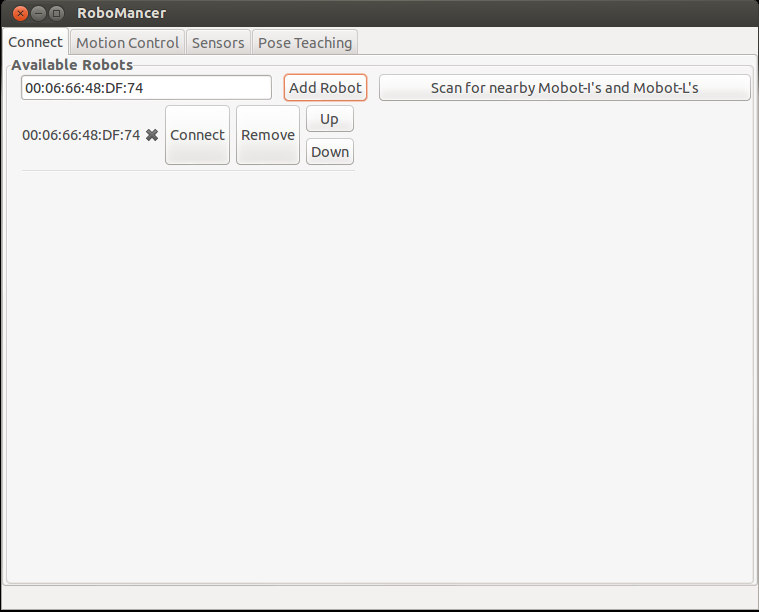 RoboMancer
Connect Motion Control Sensors Pose Teaching
Available Robots
00:06:66:48:DF:74 Add Robot Scan for nearby Mobot-I's and Mobot-L's
00:06:66:48:DF:74 Connect Remove Up
Down